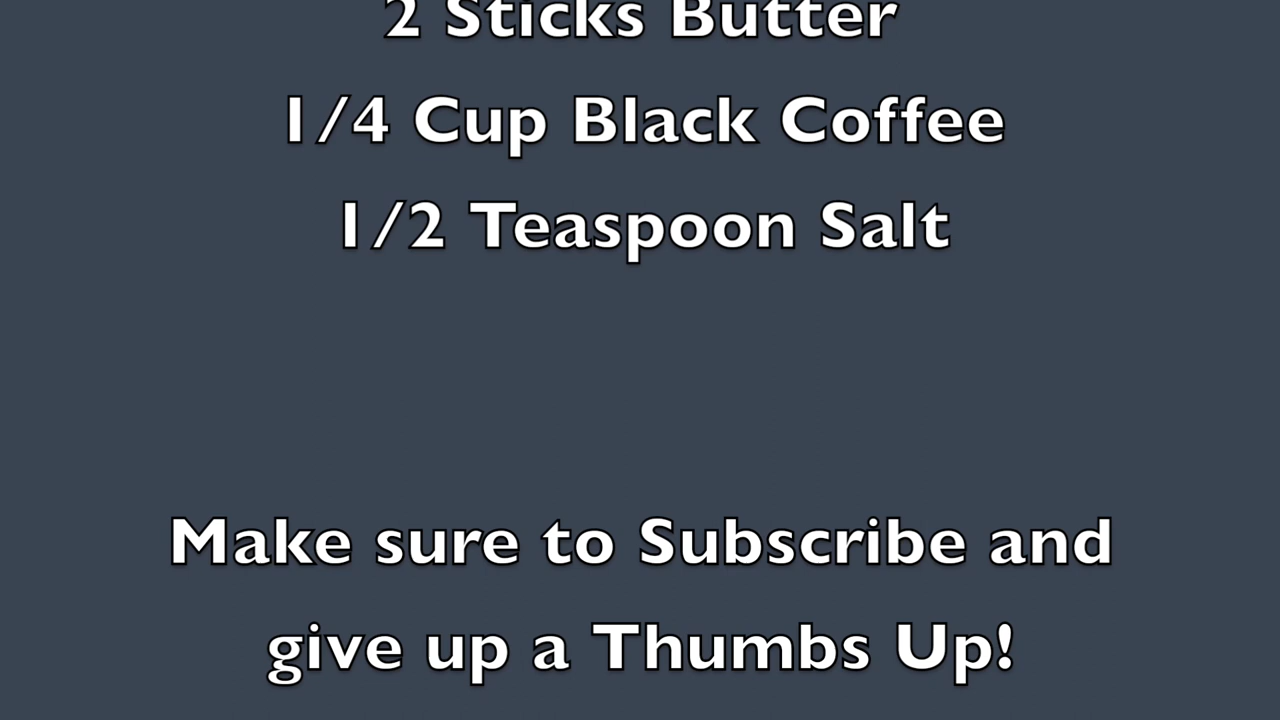 2 Sticks Butter
1/4 Cup Black Coffee
1/2 Teaspoon Salt
Make sure to Subscribe and
give up a Thumbs Up!